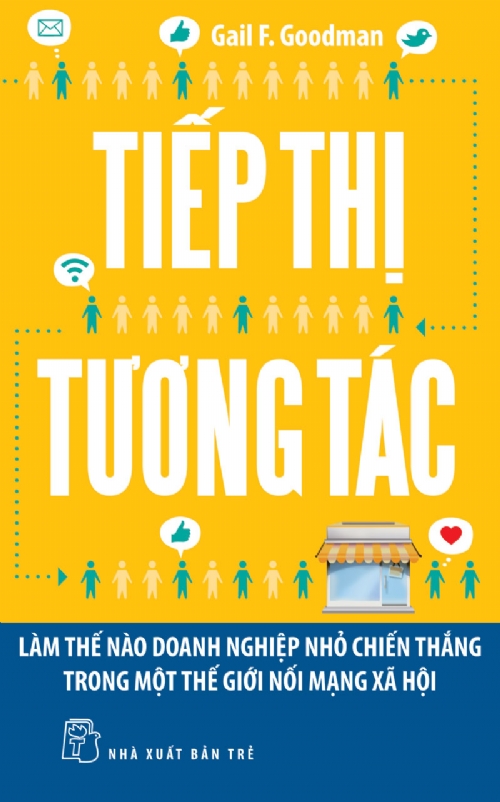 Gail F. Goodman
TIẾP THỊ
TƯƠNG TÁC
LÀM THẾ NÀO DOANH NGHIỆP NHỎ CHIẾN THẮNG
TRONG MỘT THẾ GIỚI NỐI MẠNG XÃ HỘI
T
NHÀ XUẤT BẢN TRẺ